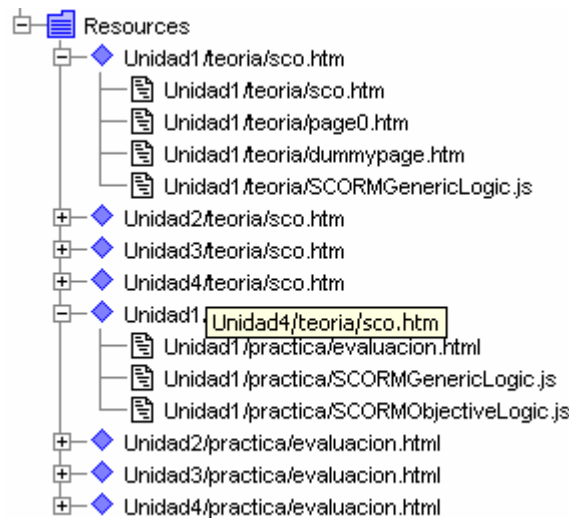 Resources
Unidad1/teoria/sco.htm
Unidad1/teoria/sco.htm
Unidad1/teoria/page0.htm
Unidad1/teoria/dummypage.htm
Unidad1/teoria/SCORMGenericLogic.js
Unidad2/teoria/sco.htm
Unidad3/teoria/sco.htm
Unidad4/teoria/sco.htm
Unidad1
Unidad4/teoria/sco.htm
Unidad1/practica/evaluacion.html
Unidad1/practica/SCORMGenericLogic.js
Unidad1/practica/SCORMObjectiveLogic.js
Unidad2/practica/evaluacion.html
Unidad3/practica/evaluacion.html
Unidad4/practica/evaluacion.html